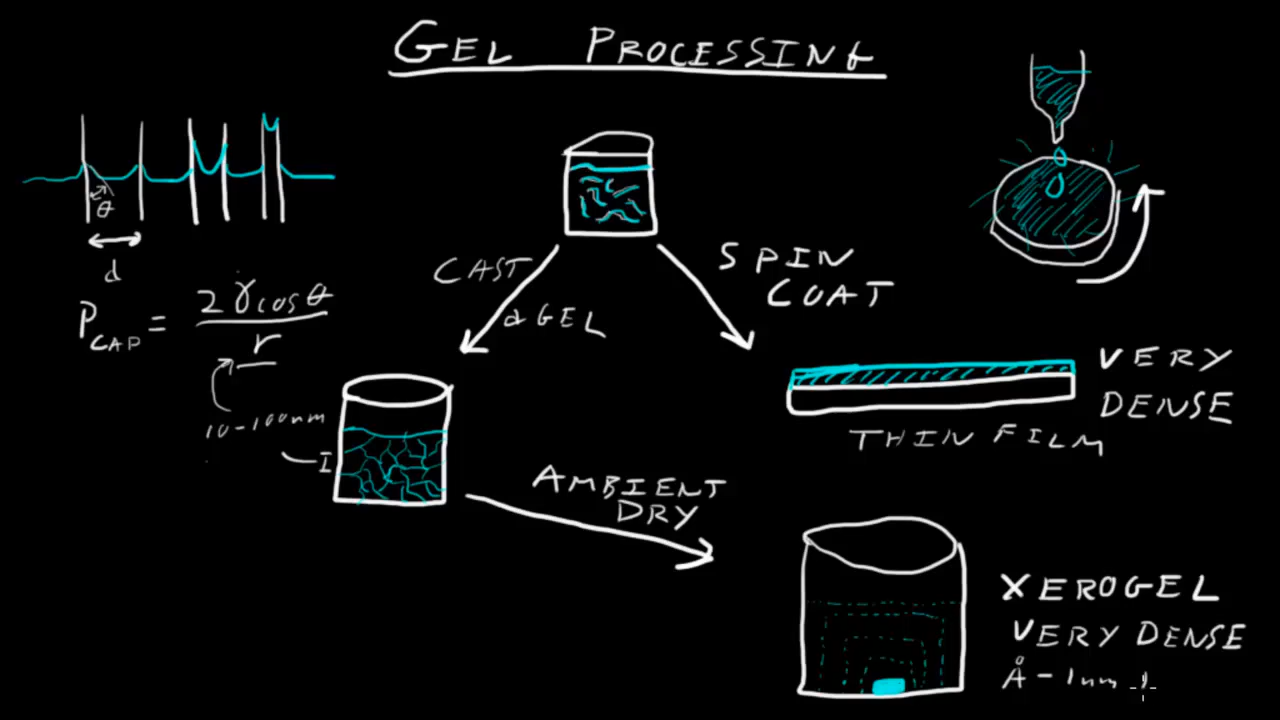 GEL PROCESSING
θ
d
P_CAP = 2γcosθ / r
10-100nm
CAST
& GEL
SPIN
COAT
VERY
DENSE
THIN FILM
AMBIENT
DRY
XEROGEL
VERY DENSE
Å - 1nm